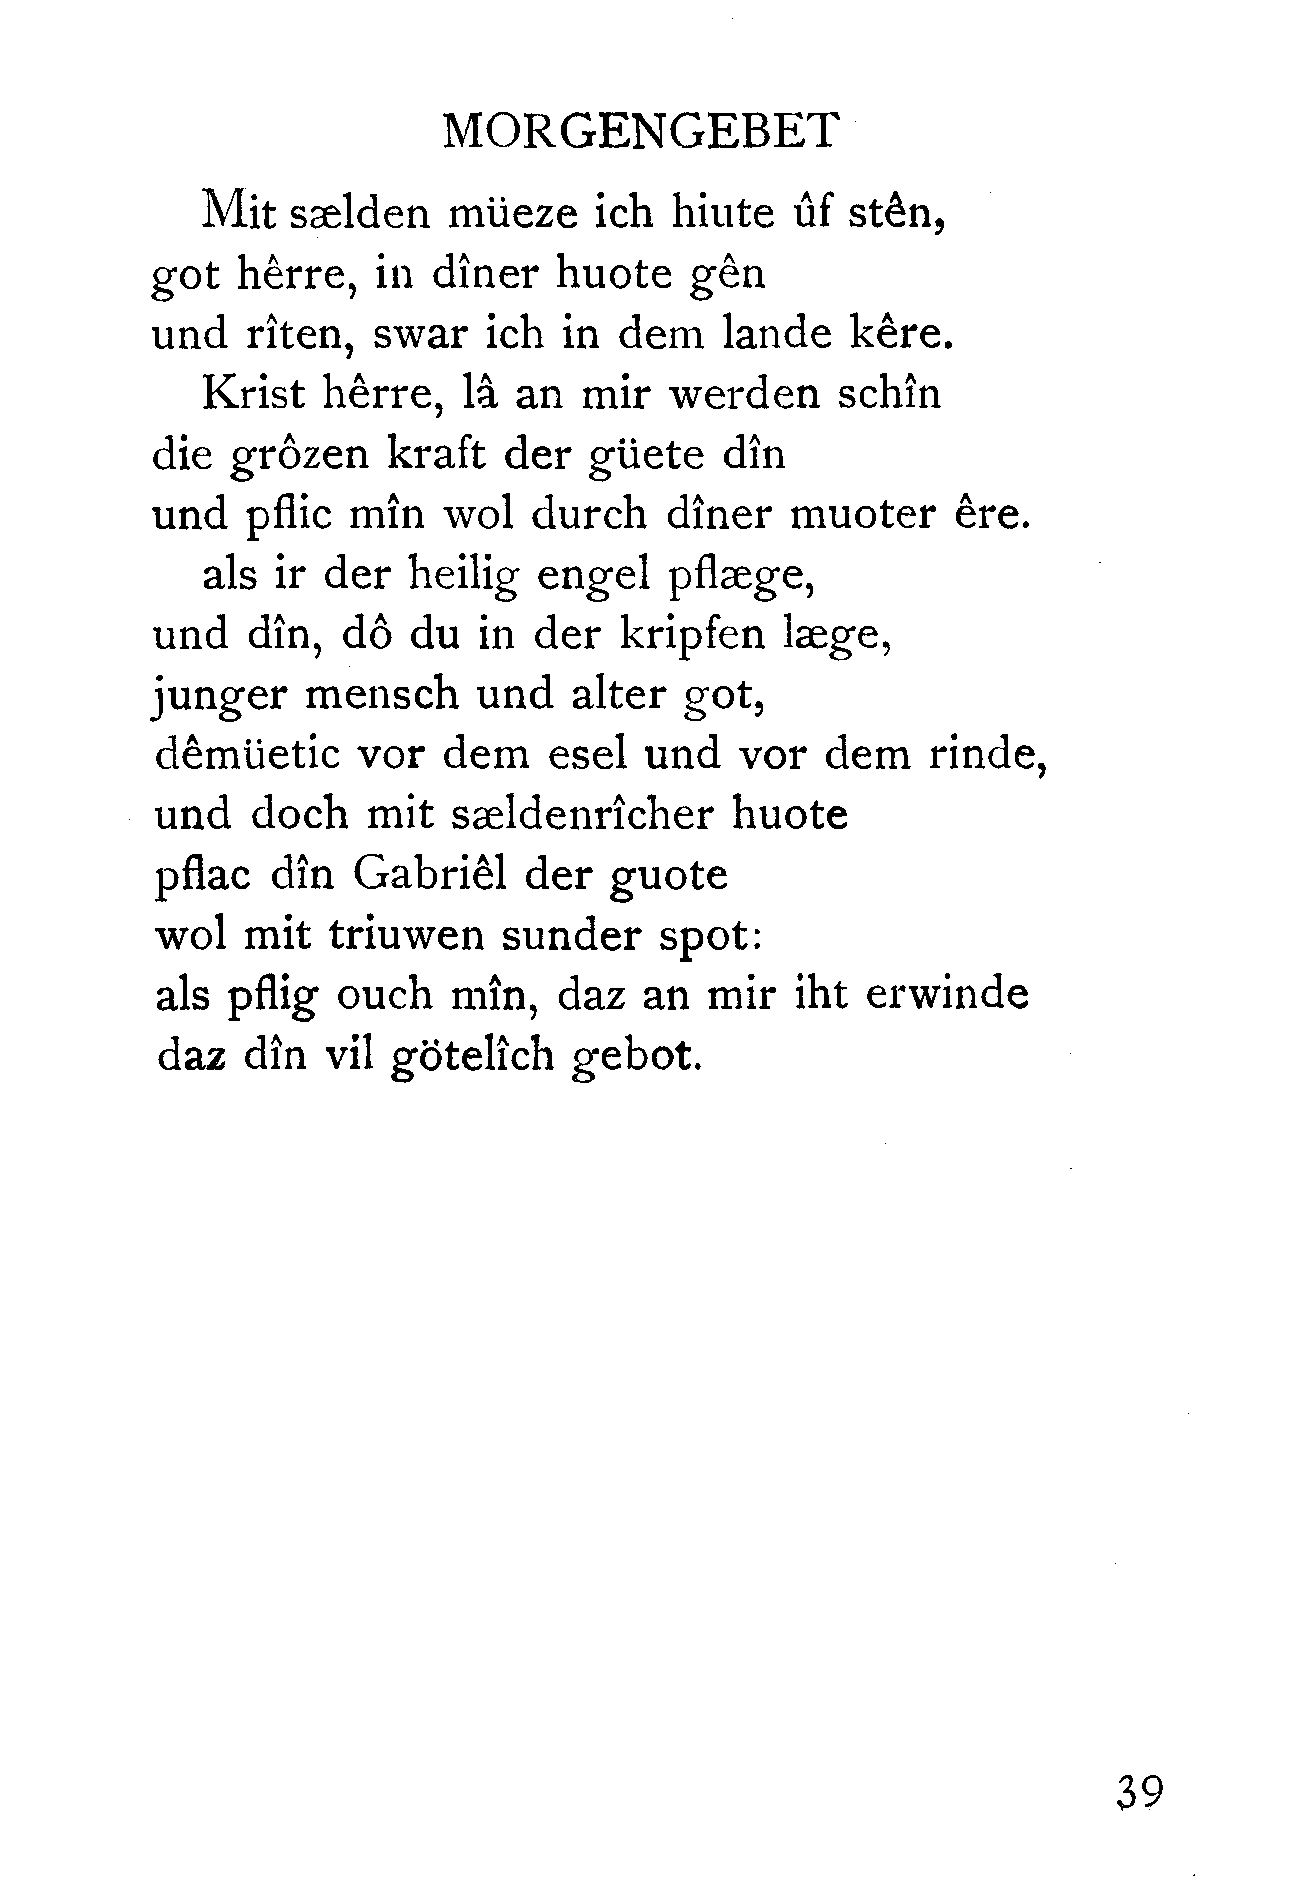 MORGENGEBET
Mit sælden müeze ich hiute ûf stên,
got hêrre, in dîner huote gên
und rîten, swar ich in dem lande kêre.
Krist hêrre, lâ an mir werden schîn
die grôzen kraft der güete dîn
und pflic mîn wol durch dîner muoter êre.
als ir der heilig engel pflæge,
und dîn, dô du in der kripfen læge,
junger mensch und alter got,
dêmüetic vor dem esel und vor dem rinde,
und doch mit sældenrîcher huote
pflac dîn Gabriêl der guote
wol mit triuwen sunder spot:
als pflig ouch mîn, daz an mir iht erwinde
daz dîn vil götelîch gebot.
39